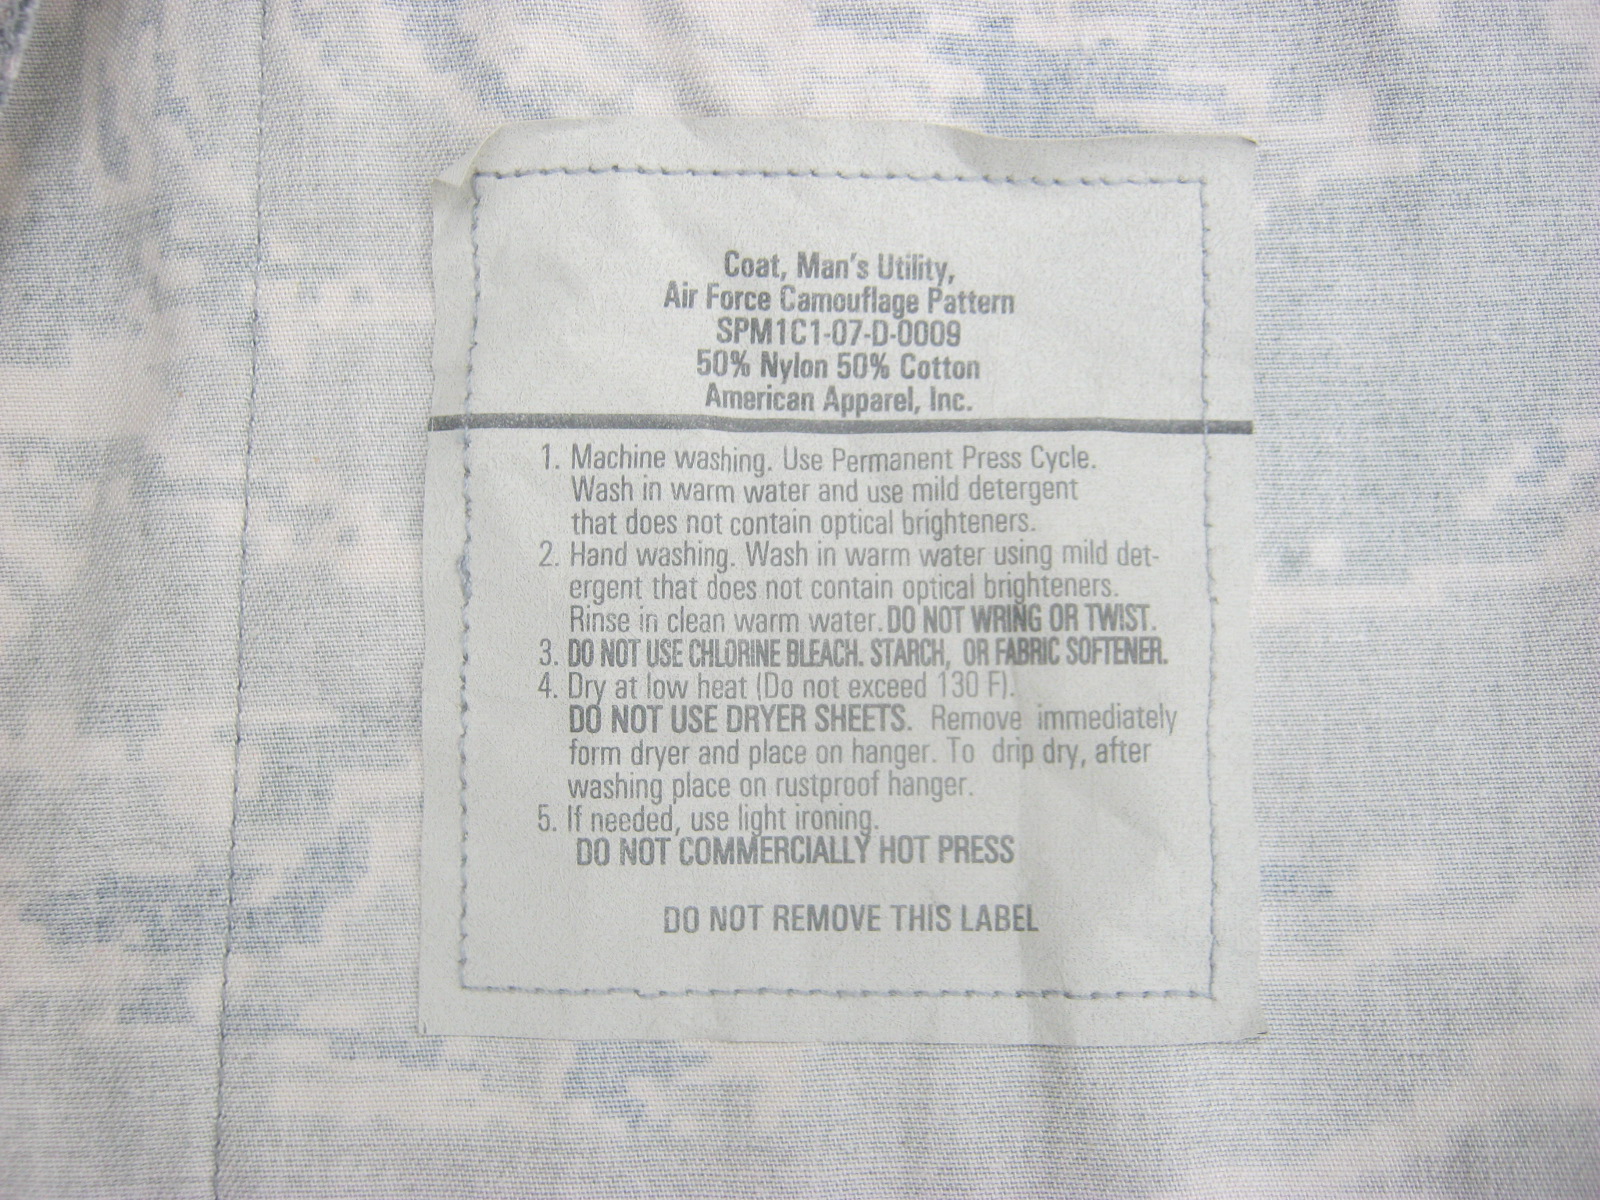 Coat, Man's Utility,
Air Force Camouflage Pattern
SPM1C1-07-D-0009
50% Nylon 50% Cotton
American Apparel, Inc.
1. Machine washing. Use Permanent Press Cycle.
Wash in warm water and use mild detergent
that does not contain optical brighteners.
2. Hand washing. Wash in warm water using mild det-
ergent that does not contain optical brighteners.
Rinse in clean warm water. DO NOT WRING OR TWIST.
3. DO NOT USE CHLORINE BLEACH. STARCH, OR FABRIC SOFTENER.
4. Dry at low heat (Do not exceed 130 F).
DO NOT USE DRYER SHEETS. Remove immediately
form dryer and place on hanger. To drip dry, after
washing place on rustproof hanger.
5. If needed, use light ironing.
DO NOT COMMERCIALLY HOT PRESS
DO NOT REMOVE THIS LABEL